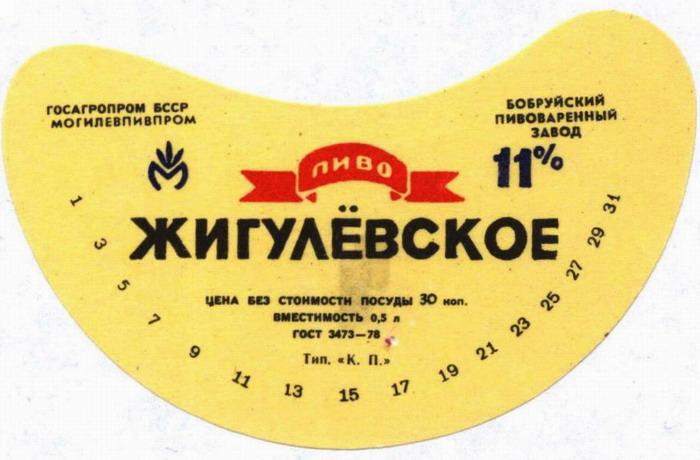 ГОСАГРОПРОМ БССР
МОГИЛЕВПИВПРОМ
БОБРУЙСКИЙ
ПИВОВАРЕННЫЙ
ЗАВОД
11%
ПИВО
ЖИГУЛЁВСКОЕ
ЦЕНА БЕЗ СТОИМОСТИ ПОСУДЫ 30 коп.
ВМЕСТИМОСТЬ 0,5 л
ГОСТ 3473—78
Тип. «К. П.»
1 3 5 7 9 11 13 15 17 19 21 23 25 27 29 31